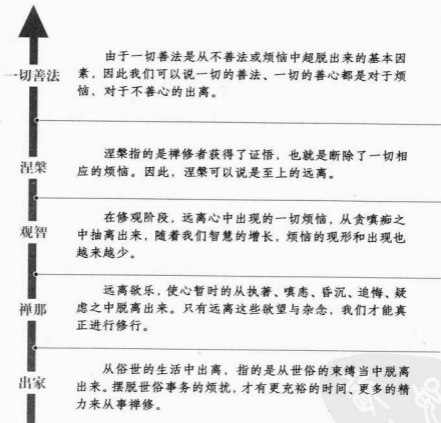 由于一切善法是从不善法或烦恼中超脱出来的基本因
一切善法
素，因此我们可以说一切的善法、一切的善心都是对于烦
恼，对于不善心的出离。
涅槃
涅槃指的是禅修者获得了证悟，也就是断除了一切相
应的烦恼。因此，涅槃可以说是至上的远离。
观智
在修观阶段，远离心中出现的一切烦恼，从贪嗔痴之
中抽离出来，随着我们智慧的增长，烦恼的现形和出现也
越来越少。
禅那
远离欲乐，使心暂时的从执著、嗔恚、昏沉、追悔、疑
虑之中脱离出来。只有远离这些欲望与杂念，我们才能真
正进行修行。
出家
从俗世的生活中出离，指的是从世俗的束缚当中脱离
出来。摆脱世俗事务的烦扰，才有更充裕的时间、更多的精
力来从事禅修。